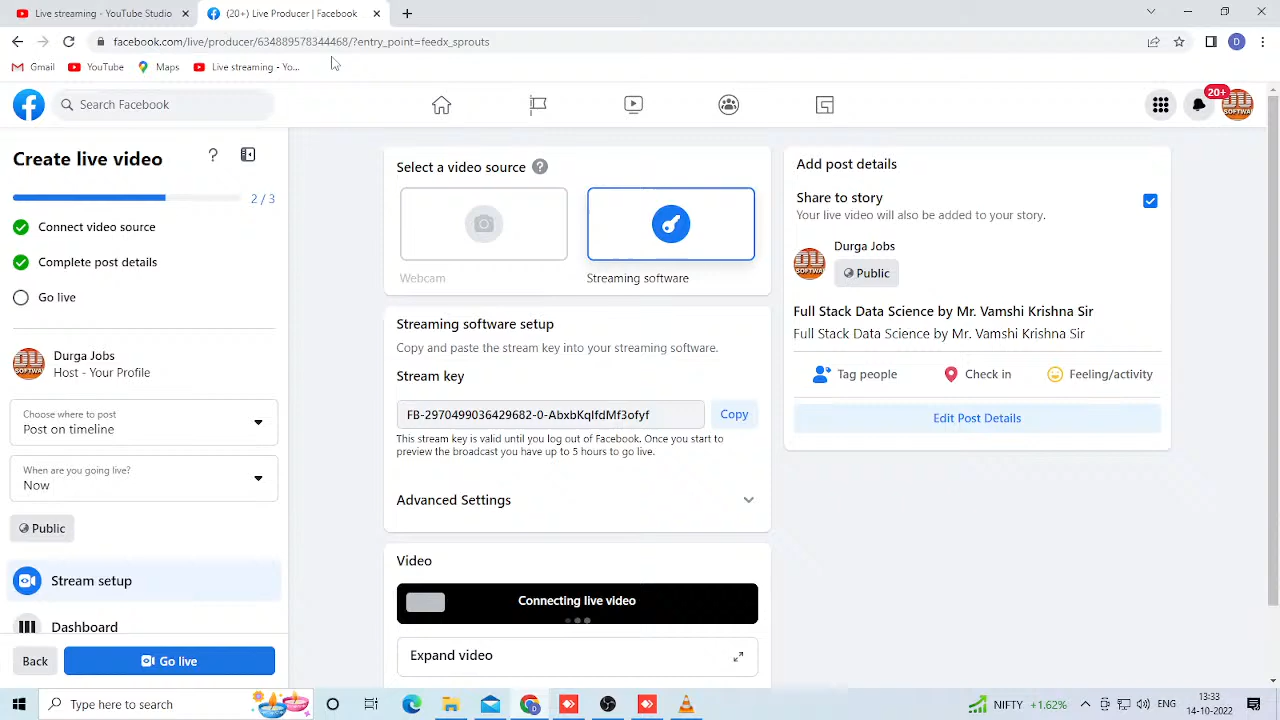 Live streaming - YouTube Studio
(20+) Live Producer | Facebook
facebook.com/live/producer/634889578344468/?entry_point=feedx_sprouts
D
Gmail
YouTube
Maps
Live streaming - Yo...
Search Facebook
20+
SOFTWA
Create live video
?
2 / 3
Connect video source
Complete post details
Go live
SOFTWA
Durga Jobs
Host - Your Profile
Choose where to post
Post on timeline
When are you going live?
Now
Public
Stream setup
Dashboard
Back
Go live
Select a video source ?
Webcam
Streaming software
Streaming software setup
Copy and paste the stream key into your streaming software.
Stream key
FB-2970499036429682-0-AbxbKqIfdMf3ofyf
Copy
This stream key is valid until you log out of Facebook. Once you start to
preview the broadcast you have up to 5 hours to go live.
Advanced Settings
Video
Connecting live video
Expand video
Add post details
Share to story
Your live video will also be added to your story.
SOFTWA
Durga Jobs
Public
Full Stack Data Science by Mr. Vamshi Krishna Sir
Full Stack Data Science by Mr. Vamshi Krishna Sir
Tag people
Check in
Feeling/activity
Edit Post Details
Type here to search
D
NIFTY +1.62%
ENG
13:33
14-10-2022